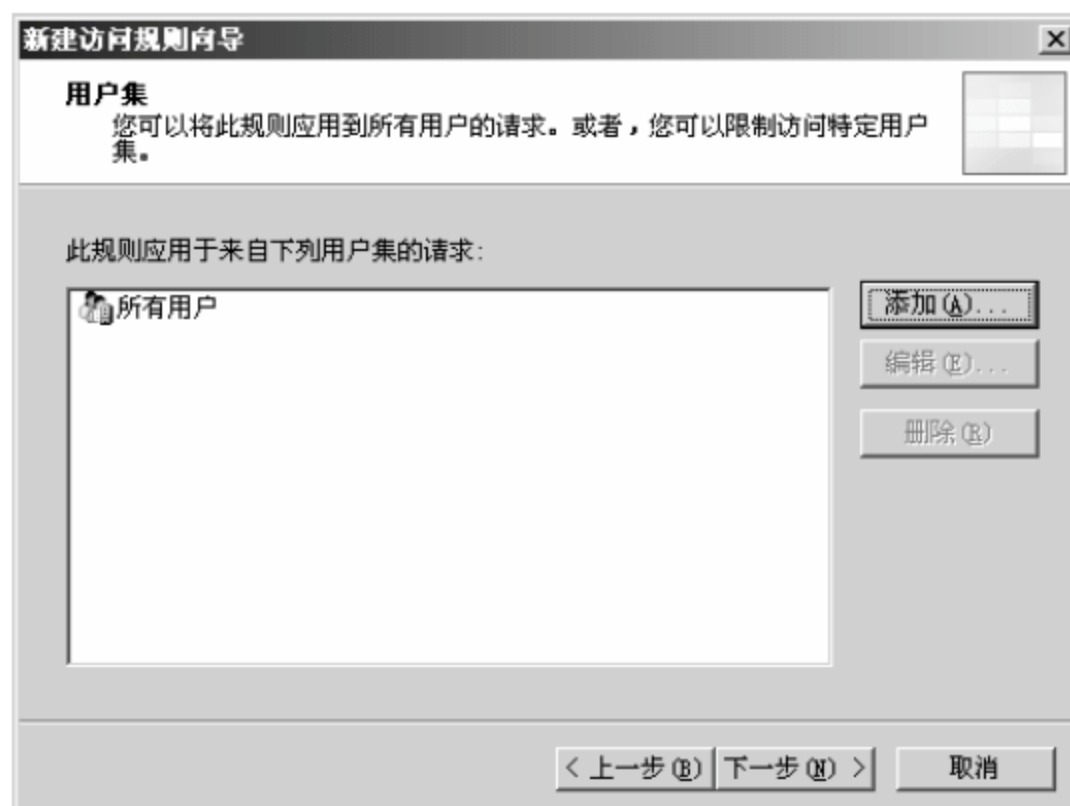 新建访问规则向导
用户集
您可以将此规则应用到所有用户的请求。或者，您可以限制访问特定用户
集。
此规则应用于来自下列用户集的请求:
所有用户
添加(A)...
编辑(E)...
删除(R)
< 上一步(B)
下一步(N) >
取消